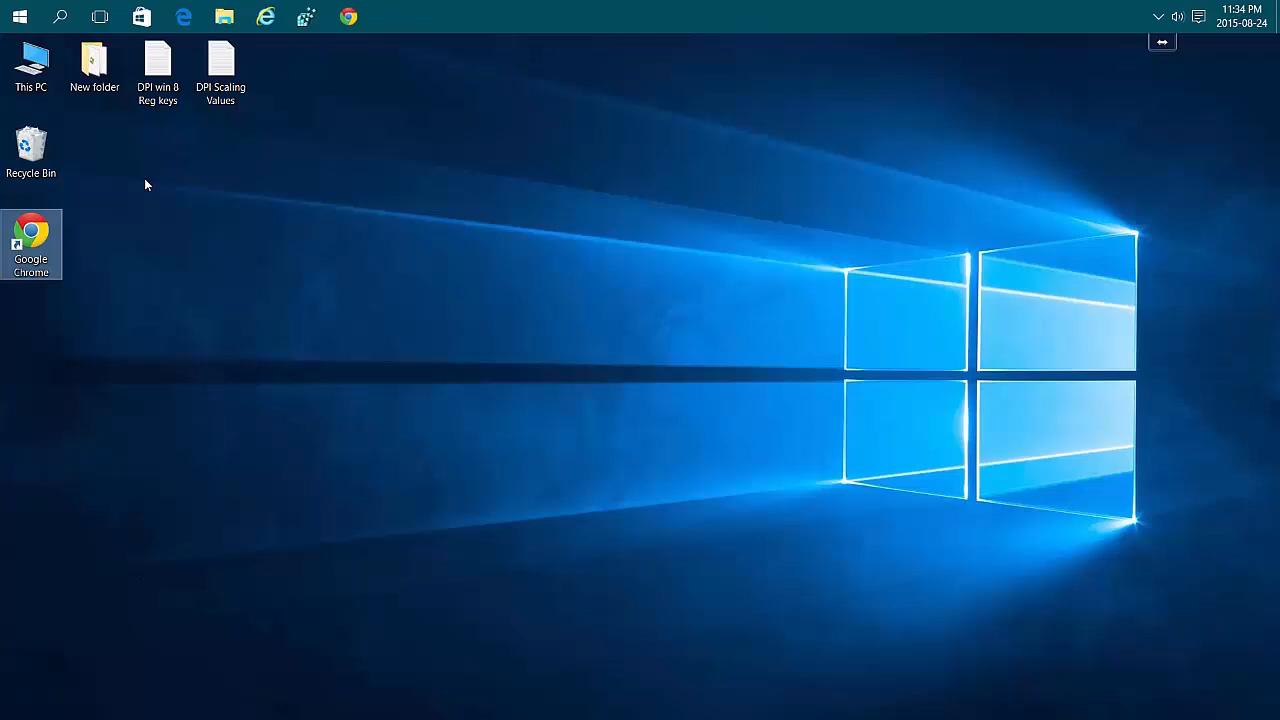 11:34 PM
2015-08-24
This PC
New folder
DPI win 8
Reg keys
DPI Scaling
Values
Recycle Bin
Google
Chrome